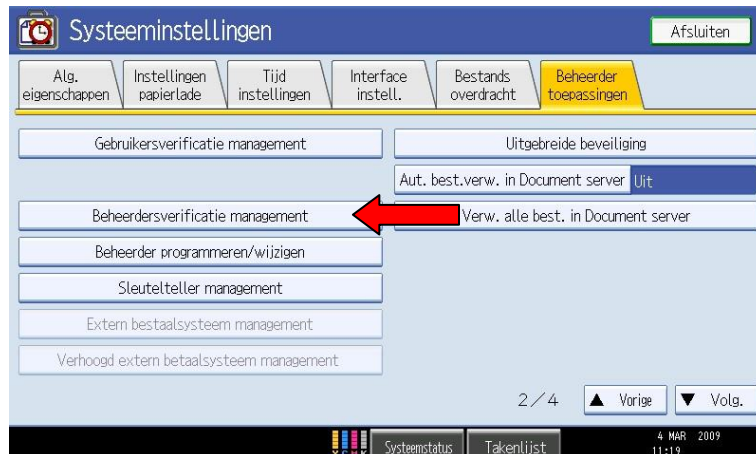 Systeeminstellingen
Afsluiten
Alg. eigenschappen
Instellingen papierlade
Tijd instellingen
Interface instell.
Bestands overdracht
Beheerder toepassingen
Gebruikersverificatie management
Uitgebreide beveiliging
Aut. best.verw. in Document server
Uit
Beheerdersverificatie management
Verw. alle best. in Document server
Beheerder programmeren/wijzigen
Sleutelteller management
Extern bestaalsysteem management
Verhoogd extern betaalsysteem management
2/4
▲ Vorige
▼ Volg.
Systeemstatus
Takenlijst
4 MAR 2009
11:19